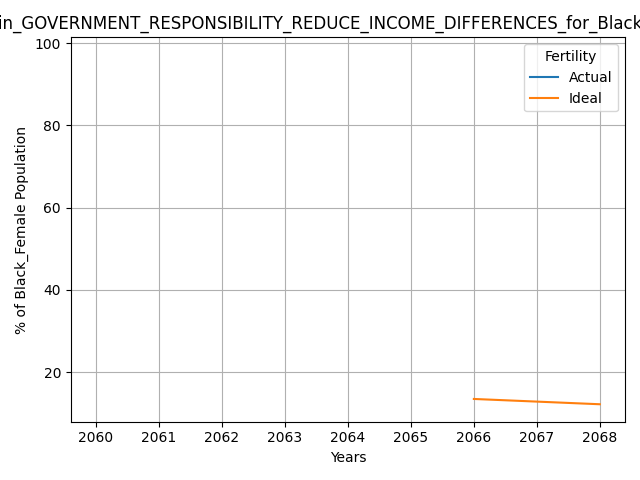 in_GOVERNMENT_RESPONSIBILITY_REDUCE_INCOME_DIFFERENCES_for_Black
Fertility
Actual
Ideal
100
80
60
40
20
% of Black_Female Population
2060 2061 2062 2063 2064 2065 2066 2067 2068
Years